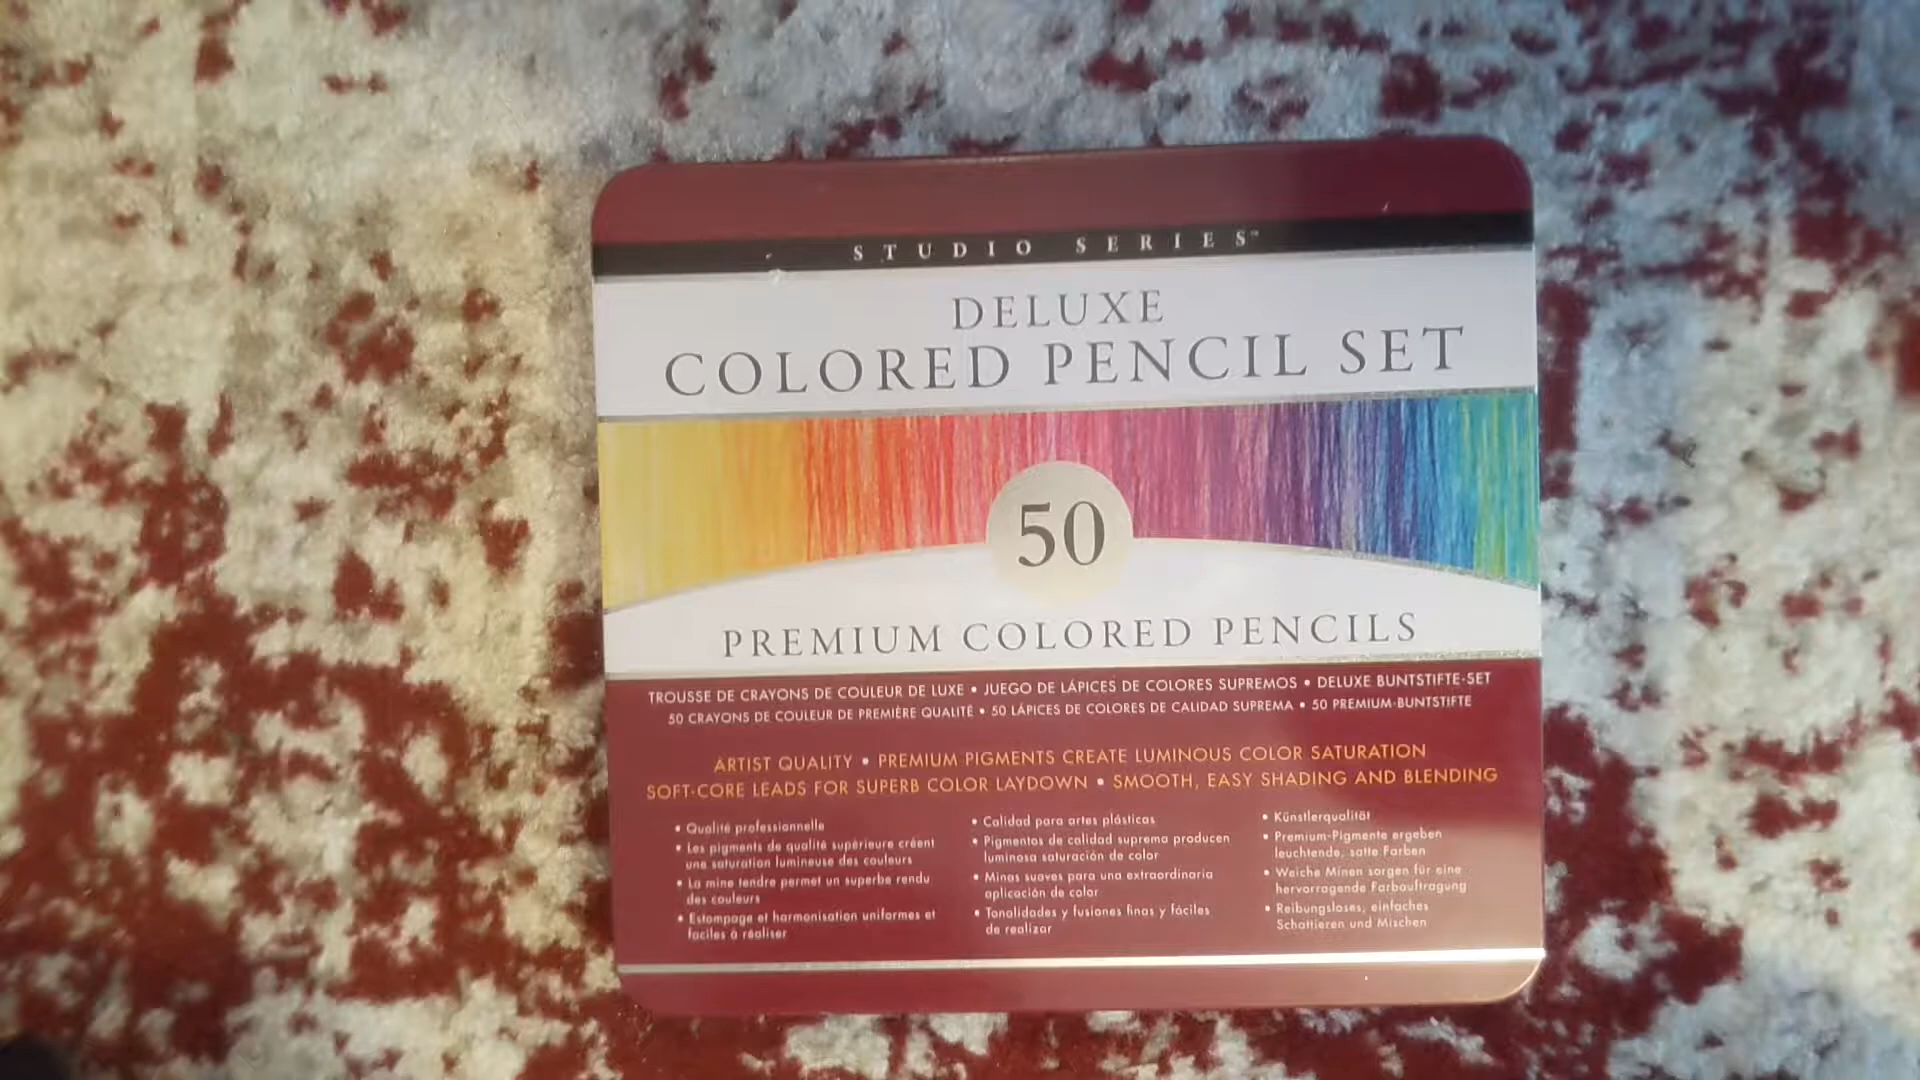 STUDIO SERIES™
DELUXE
COLORED PENCIL SET
50
PREMIUM COLORED PENCILS
TROUSSE DE CRAYONS DE COULEUR DE LUXE • JUEGO DE LÁPICES DE COLORES SUPREMOS • DELUXE BUNTSTIFTE-SET
50 CRAYONS DE COULEUR DE PREMIÈRE QUALITÉ • 50 LÁPICES DE COLORES DE CALIDAD SUPREMA • 50 PREMIUM-BUNTSTIFTE
ARTIST QUALITY • PREMIUM PIGMENTS CREATE LUMINOUS COLOR SATURATION
SOFT-CORE LEADS FOR SUPERB COLOR LAYDOWN • SMOOTH, EASY SHADING AND BLENDING
• Qualité professionnelle
• Les pigments de qualité supérieure créent
une saturation lumineuse des couleurs
• La mine tendre permet un superbe rendu
des couleurs
• Estompage et harmonisation uniformes et
faciles à réaliser
• Calidad para artes plásticas
• Pigmentos de calidad suprema producen
luminosa saturación de color
• Minas suaves para una extraordinaria
aplicación de color
• Tonalidades y fusiones finas y fáciles
de realizar
• Künstlerqualität
• Premium-Pigmente ergeben
leuchtende, satte Farben
• Weiche Minen sorgen für eine
hervorragende Farbauftragung
• Reibungsloses, einfaches
Schattieren und Mischen